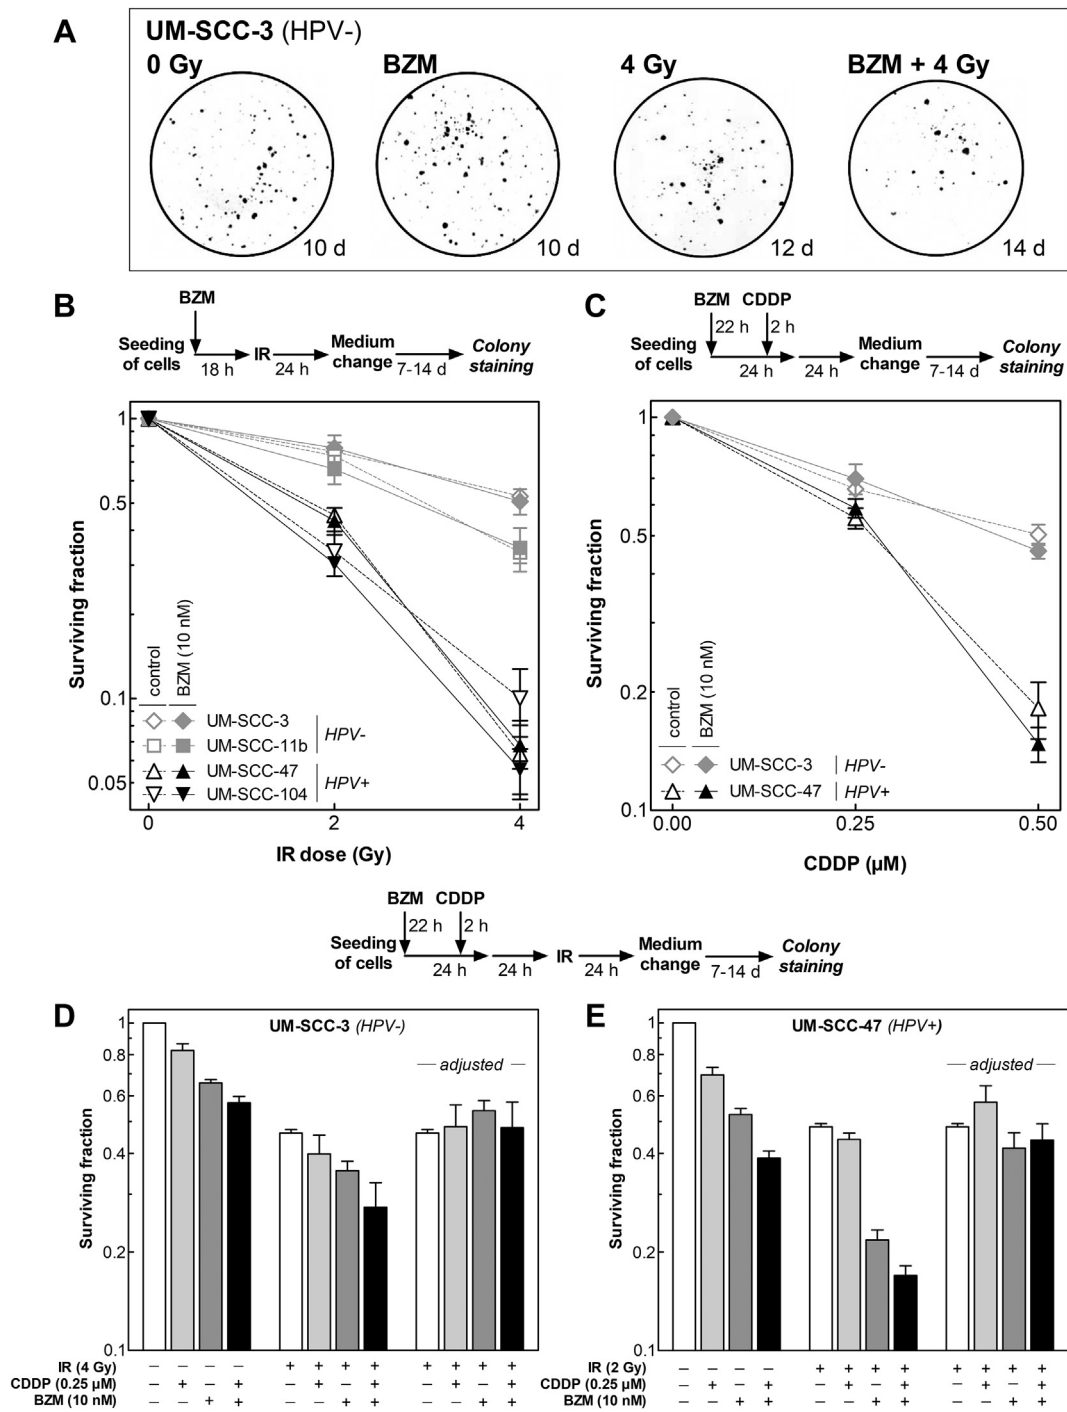 A
UM-SCC-3 (HPV-)
0 Gy BZM 4 Gy BZM + 4 Gy
10 d 10 d 12 d 14 d
B
BZM
Seeding of cells
18 h
IR
24 h
Medium change
7-14 d
Colony staining
Surviving fraction
1
0.5
0.1
0.05
control
BZM (10 nM)
UM-SCC-3
UM-SCC-11b
HPV-
UM-SCC-47
UM-SCC-104
HPV+
0 2 4
IR dose (Gy)
C
BZM CDDP
22 h 2 h
Seeding of cells
24 h
24 h
Medium change
7-14 d
Colony staining
Surviving fraction
1
0.5
0.2
0.1
control
BZM (10 nM)
UM-SCC-3 HPV-
UM-SCC-47 HPV+
0.00 0.25 0.50
CDDP (µM)
BZM CDDP
22 h 2 h
Seeding of cells
24 h
24 h
IR
24 h
Medium change
7-14 d
Colony staining
D
UM-SCC-3 (HPV-)
adjusted
Surviving fraction
1
0.8
0.6
0.4
0.2
0.1
IR (4 Gy) – – – – + + + + + + + +
CDDP (0.25 µM) – + – + – + – + – + – +
BZM (10 nM) – – + + – – + + – – + +
E
UM-SCC-47 (HPV+)
adjusted
Surviving fraction
1
0.8
0.6
0.4
0.2
0.1
IR (2 Gy) – – – – + + + + + + + +
CDDP (0.25 µM) – + – + – + – + – + – +
BZM (10 nM) – – + + – – + + – – + +